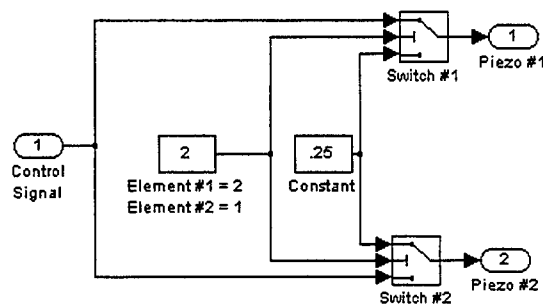 1
Piezo #1
Switch #1
1
Control
Signal
2
Element #1 = 2
Element #2 = 1
.25
Constant
2
Piezo #2
Switch #2